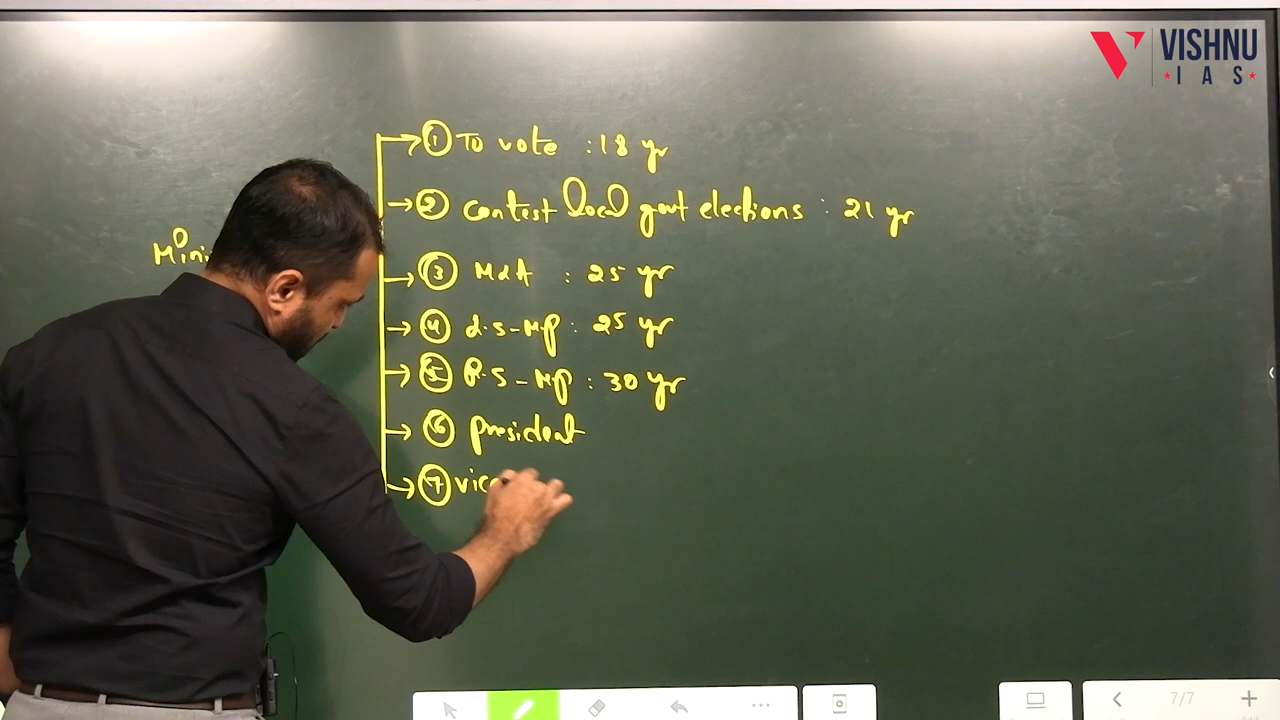 VISHNU
IAS
① To vote : 18 yr
② contest local govt elections : 21 yr
Mini
③ MLA : 25 yr
④ L.S-MP : 25 yr
⑤ R.S-MP : 30 yr
⑥ president
⑦ vice
7/7